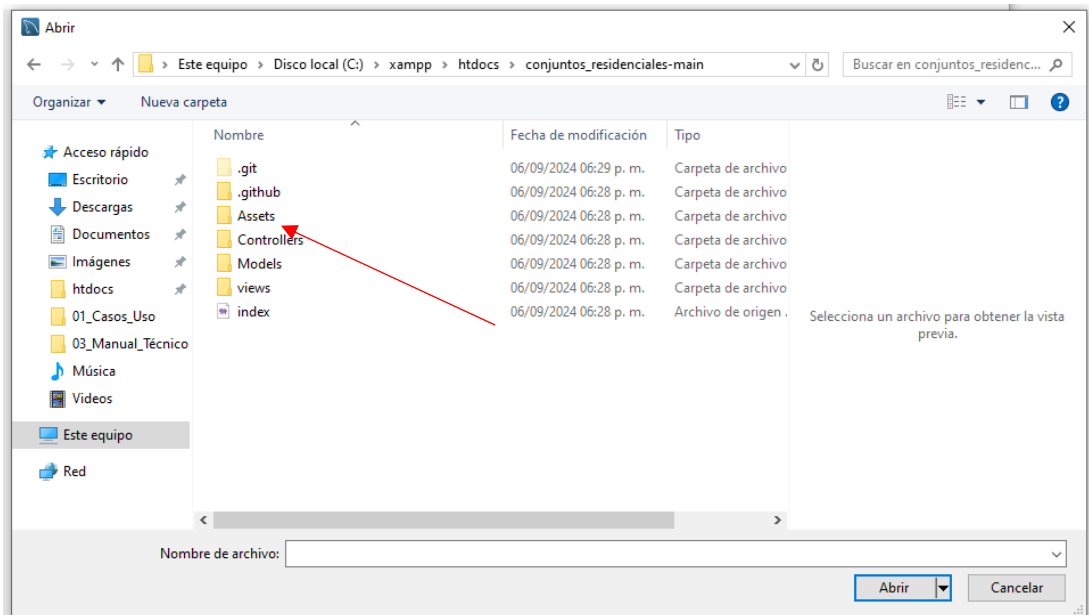 Abrir
Este equipo > Disco local (C:) > xampp > htdocs > conjuntos_residenciales-main
Buscar en conjuntos_residenc...
Organizar
Nueva carpeta
Nombre
Fecha de modificación
Tipo
Acceso rápido
Escritorio
Descargas
Documentos
Imágenes
htdocs
01_Casos_Uso
03_Manual_Técnico
Música
Videos
Este equipo
Red
.git 06/09/2024 06:29 p. m. Carpeta de archivo
.github 06/09/2024 06:28 p. m. Carpeta de archivo
Assets 06/09/2024 06:28 p. m. Carpeta de archivo
Controllers 06/09/2024 06:28 p. m. Carpeta de archivo
Models 06/09/2024 06:28 p. m. Carpeta de archivo
views 06/09/2024 06:28 p. m. Carpeta de archivo
index 06/09/2024 06:28 p. m. Archivo de origen .
Selecciona un archivo para obtener la vista
previa.
Nombre de archivo:
Abrir
Cancelar